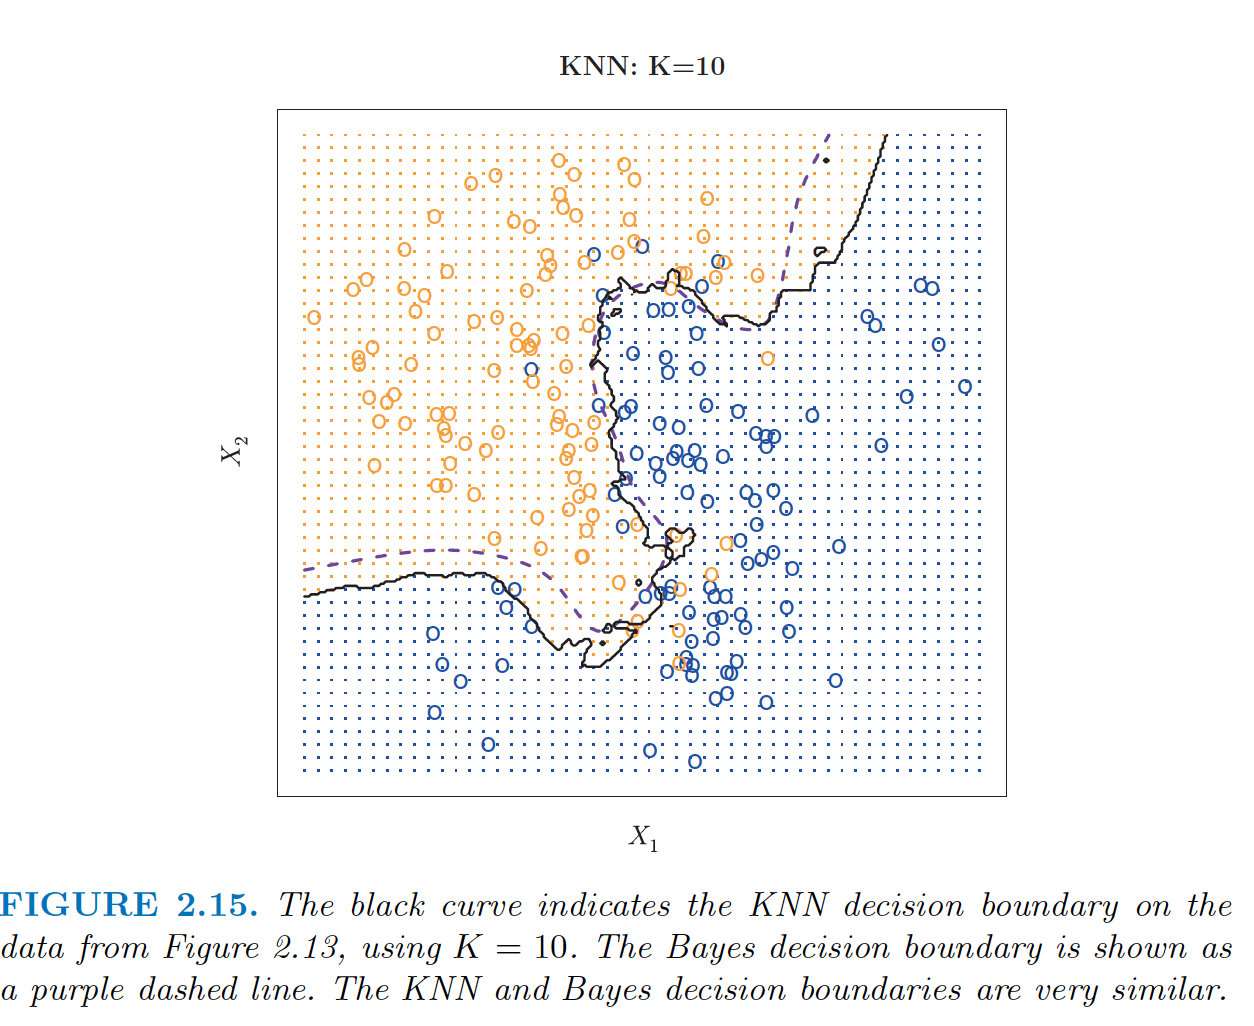 KNN: K=10
X₂
X₁
FIGURE 2.15. The black curve indicates the KNN decision boundary on the
data from Figure 2.13, using K = 10. The Bayes decision boundary is shown as
a purple dashed line. The KNN and Bayes decision boundaries are very similar.